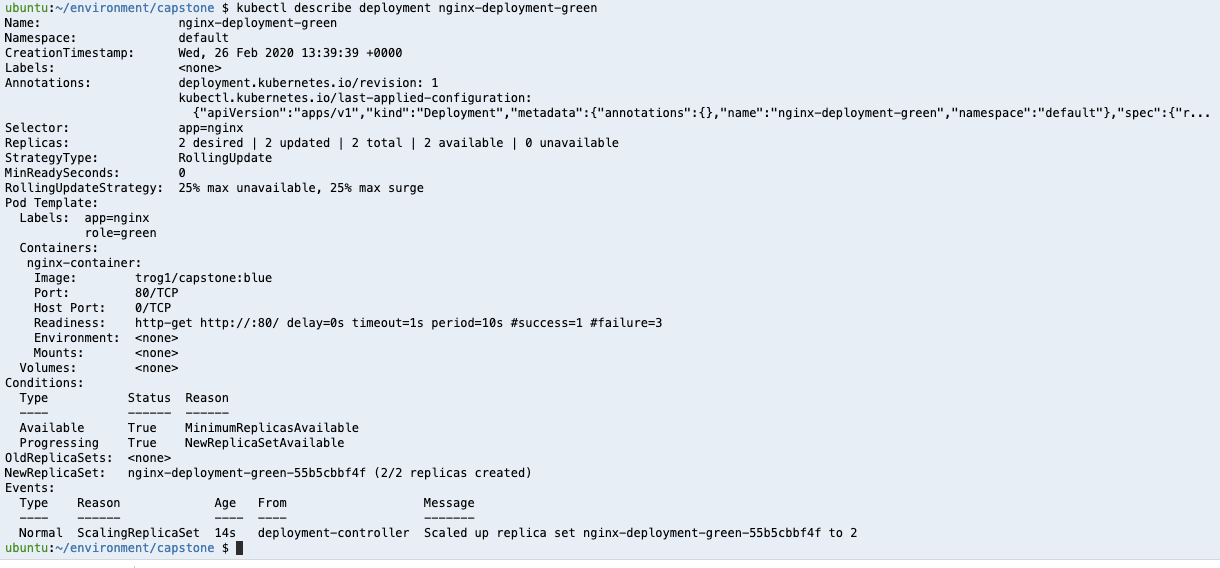 ubuntu:~/environment/capstone $ kubectl describe deployment nginx-deployment-green
Name:                   nginx-deployment-green
Namespace:              default
CreationTimestamp:      Wed, 26 Feb 2020 13:39:39 +0000
Labels:                 <none>
Annotations:            deployment.kubernetes.io/revision: 1
                        kubectl.kubernetes.io/last-applied-configuration:
                          {"apiVersion":"apps/v1","kind":"Deployment","metadata":{"annotations":{},"name":"nginx-deployment-green","namespace":"default"},"spec":{"r...
Selector:               app=nginx
Replicas:               2 desired | 2 updated | 2 total | 2 available | 0 unavailable
StrategyType:           RollingUpdate
MinReadySeconds:        0
RollingUpdateStrategy:  25% max unavailable, 25% max surge
Pod Template:
  Labels:  app=nginx
           role=green
  Containers:
   nginx-container:
    Image:        trog1/capstone:blue
    Port:         80/TCP
    Host Port:    0/TCP
    Readiness:    http-get http://:80/ delay=0s timeout=1s period=10s #success=1 #failure=3
    Environment:  <none>
    Mounts:       <none>
  Volumes:        <none>
Conditions:
  Type           Status  Reason
  ----           ------  ------
  Available      True    MinimumReplicasAvailable
  Progressing    True    NewReplicaSetAvailable
OldReplicaSets:  <none>
NewReplicaSet:   nginx-deployment-green-55b5cbbf4f (2/2 replicas created)
Events:
  Type    Reason             Age   From                   Message
  ----    ------             ----  ----                   -------
  Normal  ScalingReplicaSet  14s   deployment-controller  Scaled up replica set nginx-deployment-green-55b5cbbf4f to 2
ubuntu:~/environment/capstone $